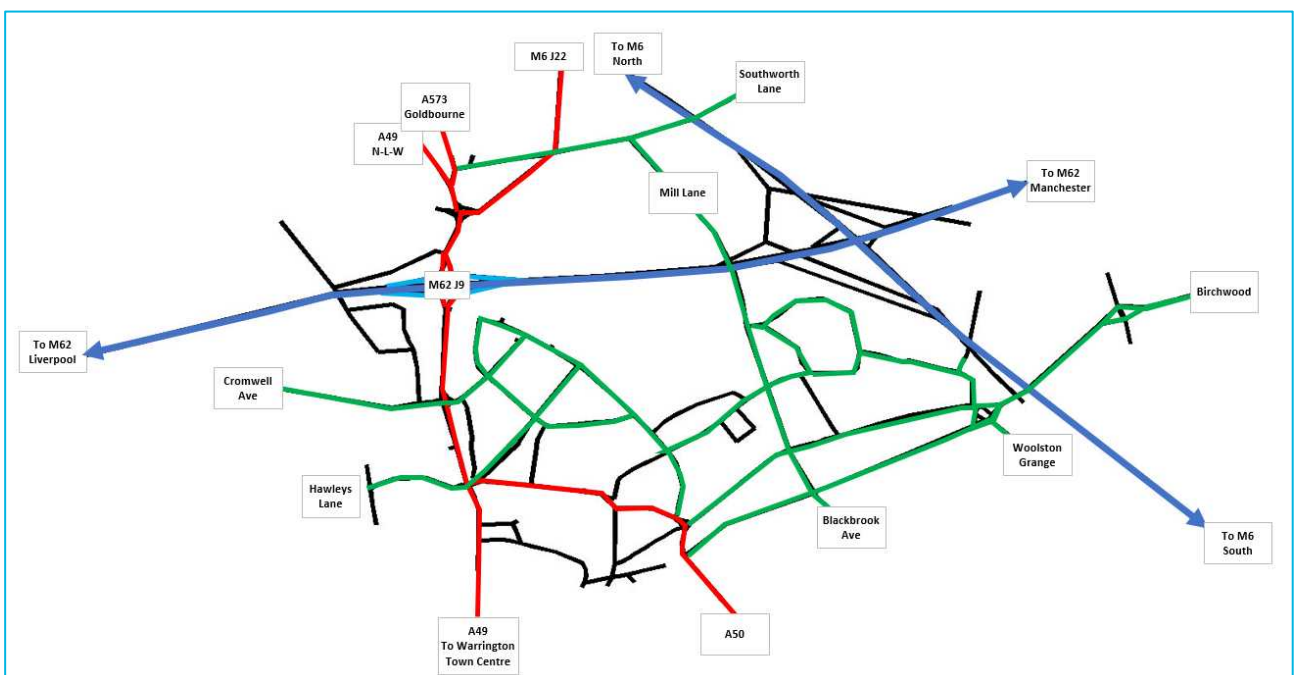 M6 J22
To M6
North
Southworth
Lane
A573
Goldbourne
A49
N-L-W
Mill Lane
To M62
Manchester
M62 J9
Birchwood
To M62
Liverpool
Cromwell
Ave
Woolston
Grange
Hawleys
Lane
Blackbrook
Ave
To M6
South
A49
To Warrington
Town Centre
A50